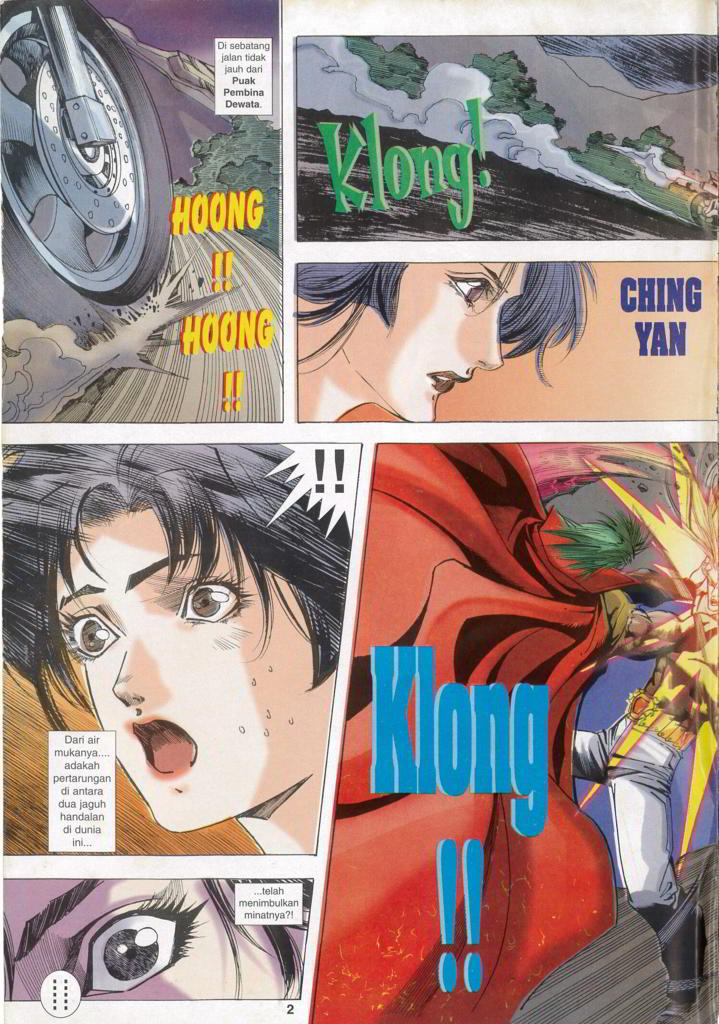 Di sebatang
jalan tidak
jauh dari
Puak
Pembina
Dewata.
HOONG
!!
HOONG
!!
Klong!
CHING
YAN
!!
Dari air
mukanya....
adakah
pertarungan
di antara
dua jaguh
handalan
di dunia
ini...
Klong
!!
...telah
menimbulkan
minatnya?!
!!
2